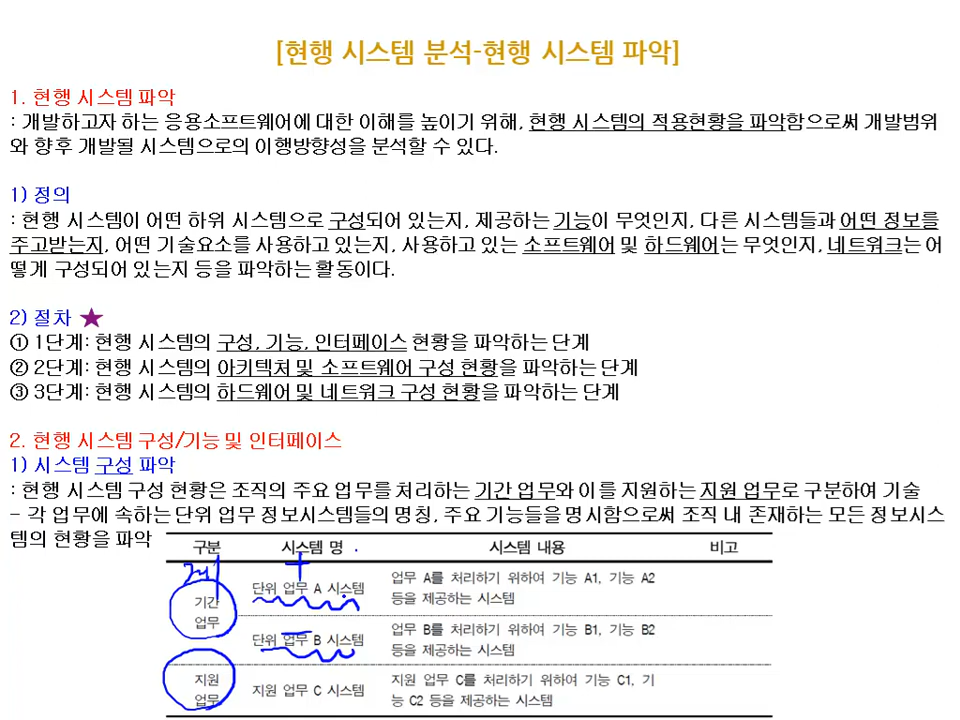 [현행 시스템 분석-현행 시스템 파악]
1. 현행 시스템 파악
: 개발하고자 하는 응용소프트웨어에 대한 이해를 높이기 위해, 현행 시스템의 적용현황을 파악함으로써 개발범위
와 향후 개발될 시스템으로의 이행방향성을 분석할 수 있다.
1) 정의
: 현행 시스템이 어떤 하위 시스템으로 구성되어 있는지, 제공하는 기능이 무엇인지, 다른 시스템들과 어떤 정보를
주고받는지, 어떤 기술요소를 사용하고 있는지, 사용하고 있는 소프트웨어 및 하드웨어는 무엇인지, 네트워크는 어
떻게 구성되어 있는지 등을 파악하는 활동이다.
2) 절차 ★
① 1단계: 현행 시스템의 구성, 기능, 인터페이스 현황을 파악하는 단계
② 2단계: 현행 시스템의 아키텍처 및 소프트웨어 구성 현황을 파악하는 단계
③ 3단계: 현행 시스템의 하드웨어 및 네트워크 구성 현황을 파악하는 단계
2. 현행 시스템 구성/기능 및 인터페이스
1) 시스템 구성 파악
: 현행 시스템 구성 현황은 조직의 주요 업무를 처리하는 기간 업무와 이를 지원하는 지원 업무로 구분하여 기술
- 각 업무에 속하는 단위 업무 정보시스템들의 명칭, 주요 기능들을 명시함으로써 조직 내 존재하는 모든 정보시스
템의 현황을 파악
구분 시스템 명 시스템 내용 비고
기간
업무
단위 업무 A 시스템
업무 A를 처리하기 위하여 기능 A1, 기능 A2
등을 제공하는 시스템
단위 업무 B 시스템
업무 B를 처리하기 위하여 기능 B1, 기능 B2
등을 제공하는 시스템
지원
업무
지원 업무 C 시스템
지원 업무 C를 처리하기 위하여 기능 C1, 기
능 C2 등을 제공하는 시스템